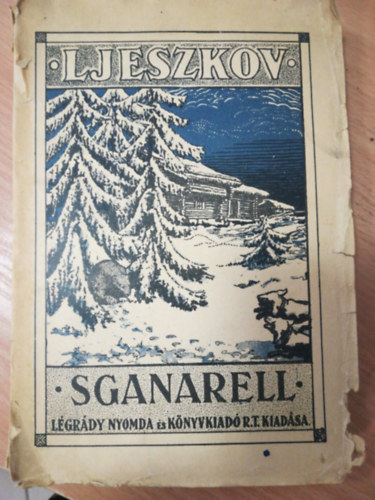 · LJESZKOV ·
· SGANARELL ·
LÉGRÁDY NYOMDA ÉS KÖNYVKIADÓ R.T. KIADÁSA